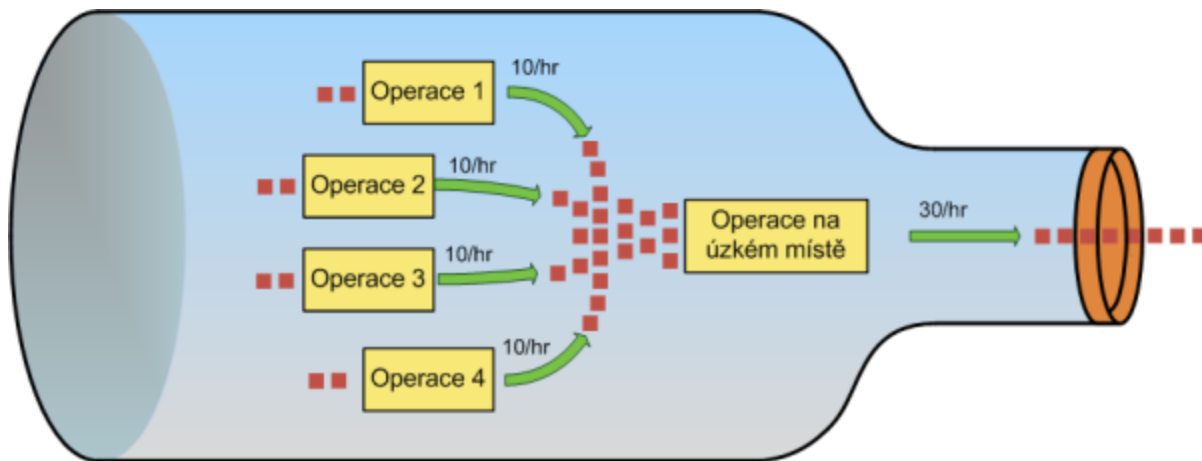 10/hr
Operace 1
10/hr
Operace 2
10/hr
Operace 3
10/hr
Operace 4
Operace na
úzkém místě
30/hr